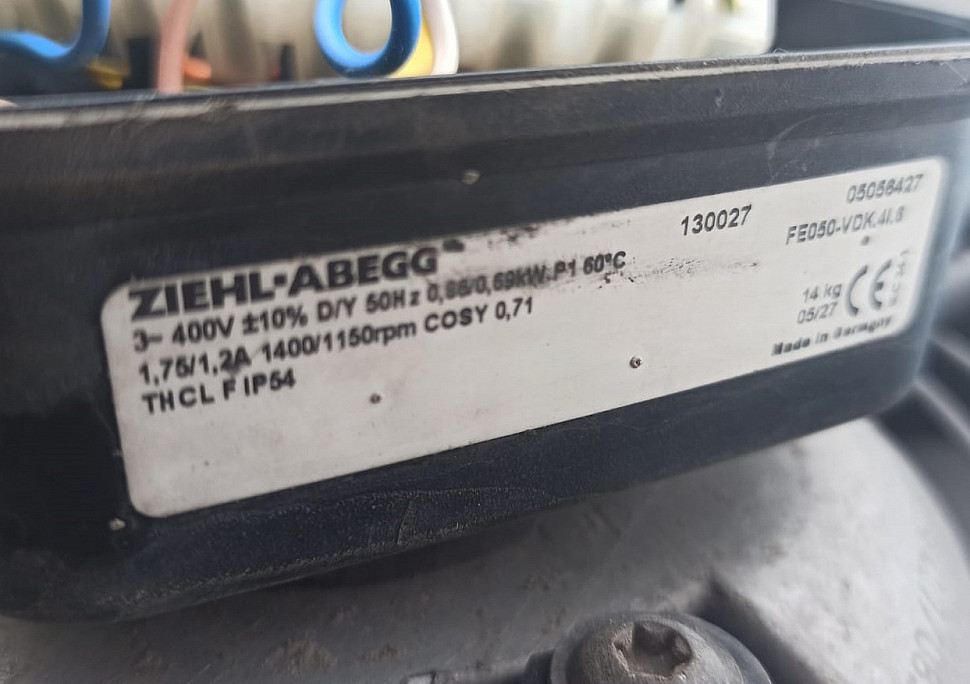 ZIEHL-ABEGG
3~ 400V ±10% D/Y 50Hz 0,86/0,69kW P1 60°C
1,75/1,2A 1400/1150rpm COSY 0,71
THCL F IP54
130027
05056427
FE050-VDK.4I.6
14 kg
05/27
CE
Made in Germany